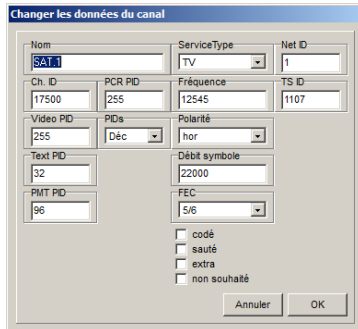 Changer les données du canal
Nom ServiceType Net ID
SAT.1 TV 1
Ch. ID PCR PID Fréquence TS ID
17500 255 12545 1107
Video PID PIDs Polarité
255 Déc hor
Text PID Débit symbole
32 22000
PMT PID FEC
96 5/6
codé
sauté
extra
non souhaité
Annuler OK